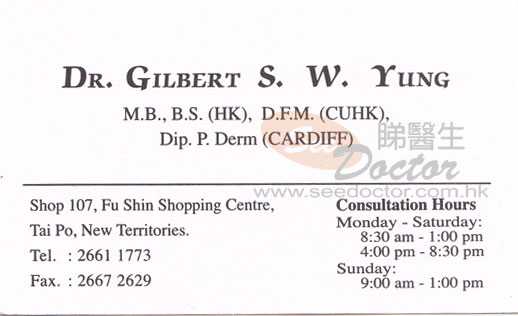 DR. GILBERT S. W. YUNG
M.B., B.S. (HK), D.F.M. (CUHK),
Dip. P. Derm (CARDIFF)
See 睇醫生
Doctor
www.seedoctor.com.hk
Shop 107, Fu Shin Shopping Centre,
Tai Po, New Territories.
Tel. : 2661 1773
Fax. : 2667 2629
Consultation Hours
Monday - Saturday:
8:30 am - 1:00 pm
4:00 pm - 8:30 pm
Sunday:
9:00 am - 1:00 pm